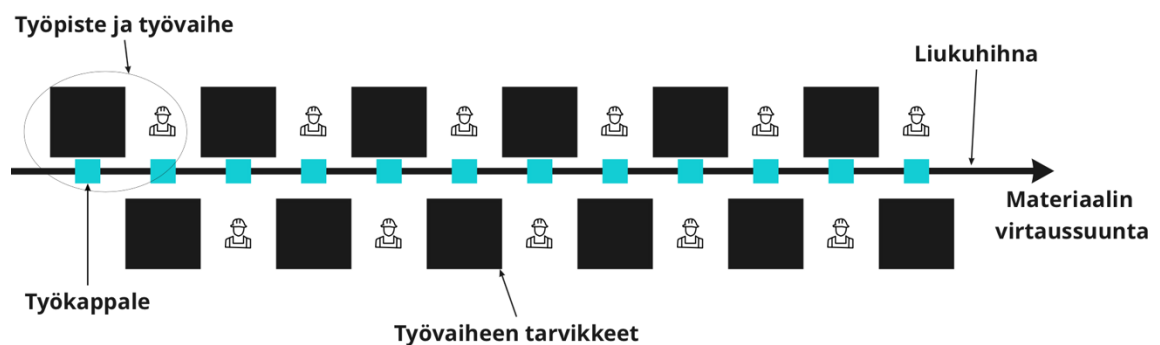 Työpiste ja työvaihe
Liukuhihna
Materiaalin
virtaussuunta
Työkappale
Työvaiheen tarvikkeet